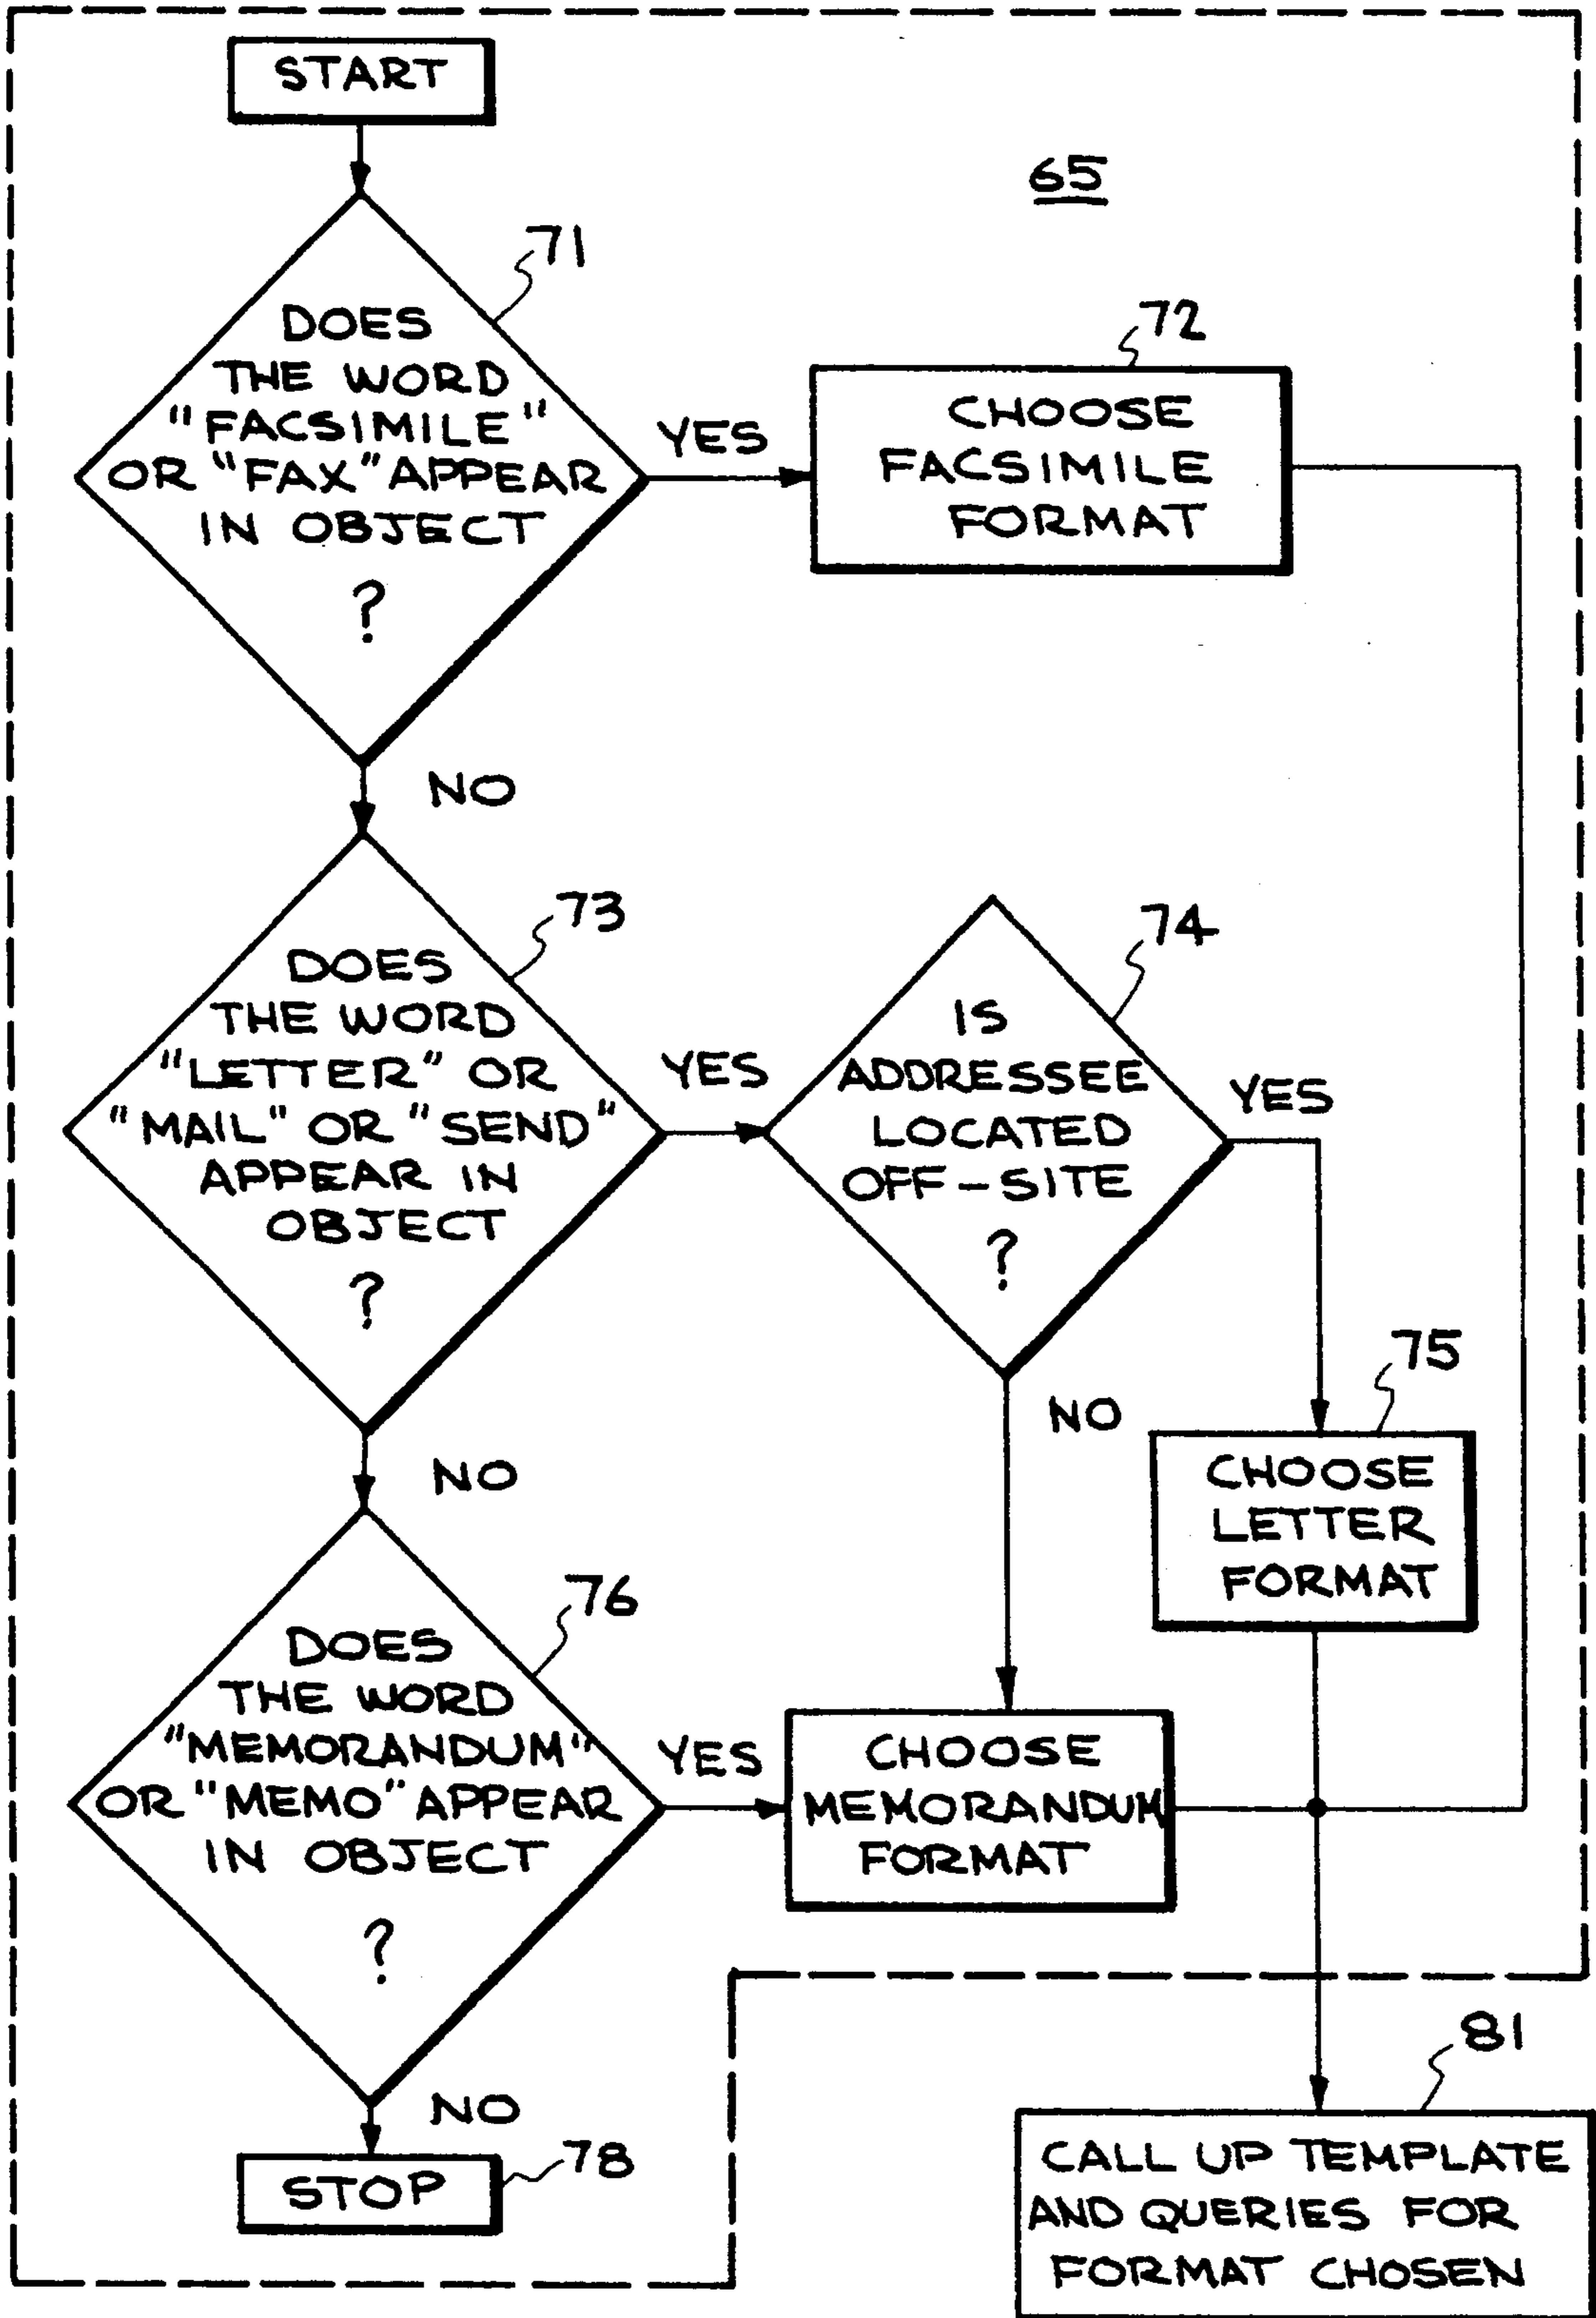 START
65
71
DOES
THE WORD
"FACSIMILE"
OR "FAX" APPEAR
IN OBJECT
?
YES
72
CHOOSE
FACSIMILE
FORMAT
NO
73
DOES
THE WORD
"LETTER" OR
"MAIL" OR "SEND"
APPEAR IN
OBJECT
?
YES
74
IS
ADDRESSEE
LOCATED
OFF-SITE
?
YES
NO
75
CHOOSE
LETTER
FORMAT
NO
76
DOES
THE WORD
"MEMORANDUM"
OR "MEMO" APPEAR
IN OBJECT
?
YES
CHOOSE
MEMORANDUM
FORMAT
NO
STOP
78
81
CALL UP TEMPLATE
AND QUERIES FOR
FORMAT CHOSEN